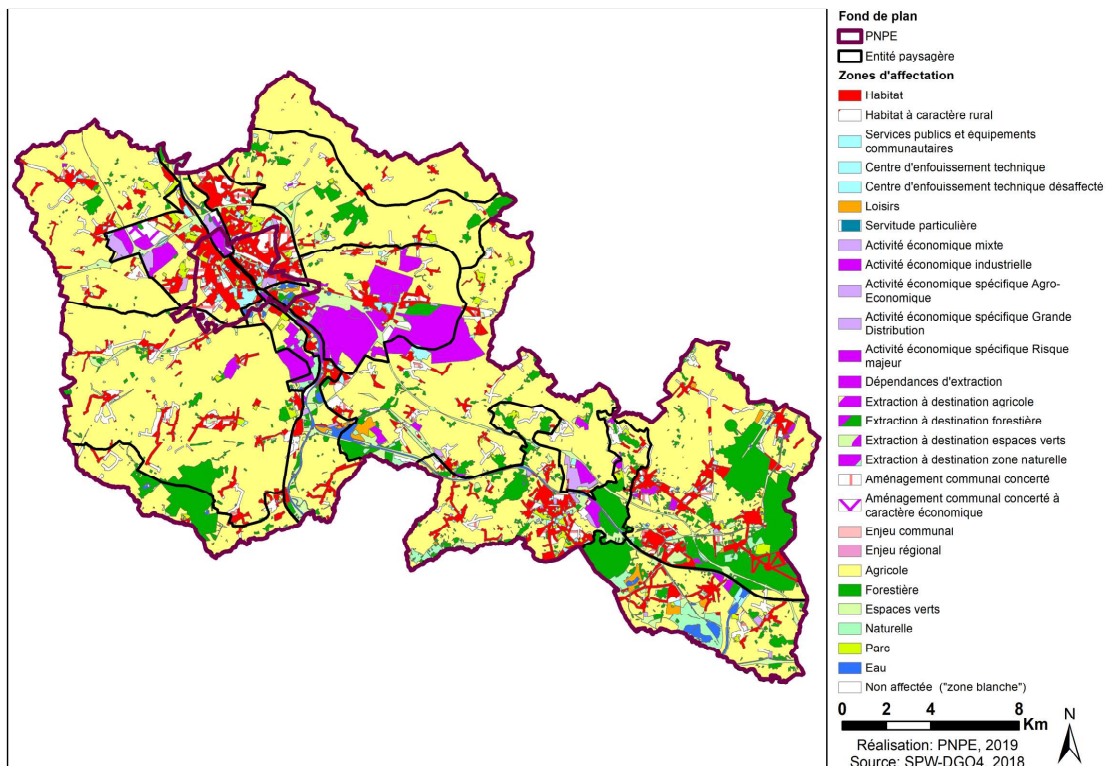 Fond de plan
PNPE
Entité paysagère
Zones d'affectation
Habitat
Habitat à caractère rural
Services publics et équipements
communautaires
Centre d'enfouissement technique
Centre d'enfouissement technique désaffecté
Loisirs
Servitude particulière
Activité économique mixte
Activité économique industrielle
Activité économique spécifique Agro-
Economique
Activité économique spécifique Grande
Distribution
Activité économique spécifique Risque
majeur
Dépendances d'extraction
Extraction à destination agricole
Extraction à destination forestière
Extraction à destination espaces verts
Extraction à destination zone naturelle
Aménagement communal concerté
Aménagement communal concerté à
caractère économique
Enjeu communal
Enjeu régional
Agricole
Forestière
Espaces verts
Naturelle
Parc
Eau
Non affectée ("zone blanche")
0 2 4 8
Km
N
Réalisation: PNPE, 2019
Source: SPW-DGO4, 2018